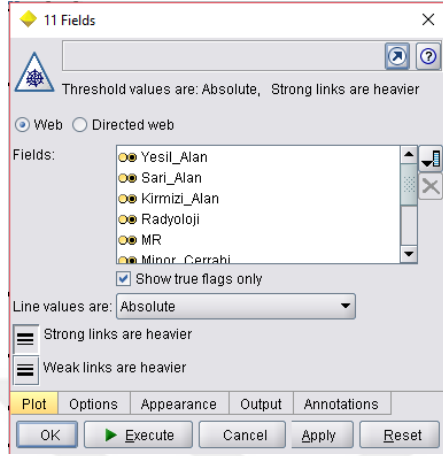 11 Fields
Threshold values are: Absolute, Strong links are heavier
Web Directed web
Fields:
Yesil_Alan
Sari_Alan
Kirmizi_Alan
Radyoloji
MR
Minor_Cerrahi
Show true flags only
Line values are: Absolute
Strong links are heavier
Weak links are heavier
Plot Options Appearance Output Annotations
OK Execute Cancel Apply Reset